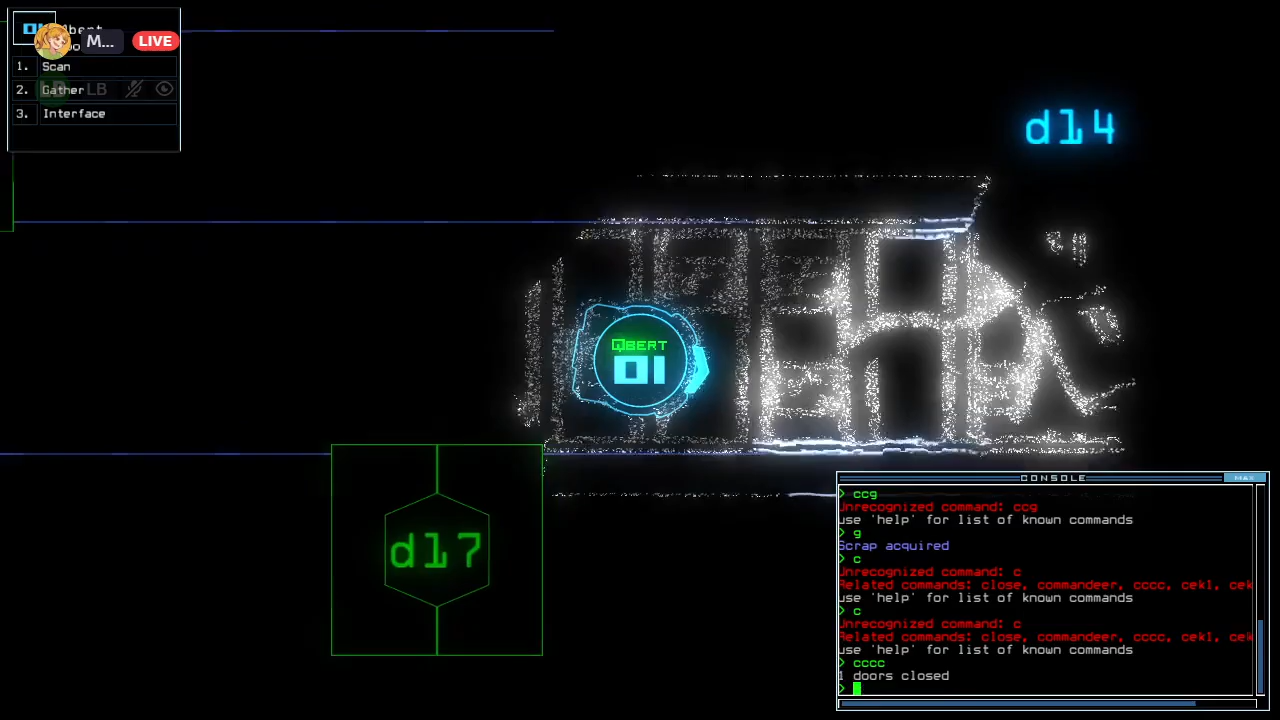 01
M...
LIVE
1. Scan
2. Gather
LB
3. Interface
d14
QBERT
01
d17
CONSOLE
MAX
> ccg
Unrecognized command: ccg
use 'help' for list of known commands
> g
Scrap acquired
> c
Unrecognized command: c
Related commands: close, commandeer, cccc, cekl, cek
use 'help' for list of known commands
> c
Unrecognized command: c
Related commands: close, commandeer, cccc, cekl, cek
use 'help' for list of known commands
> cccc
1 doors closed
>